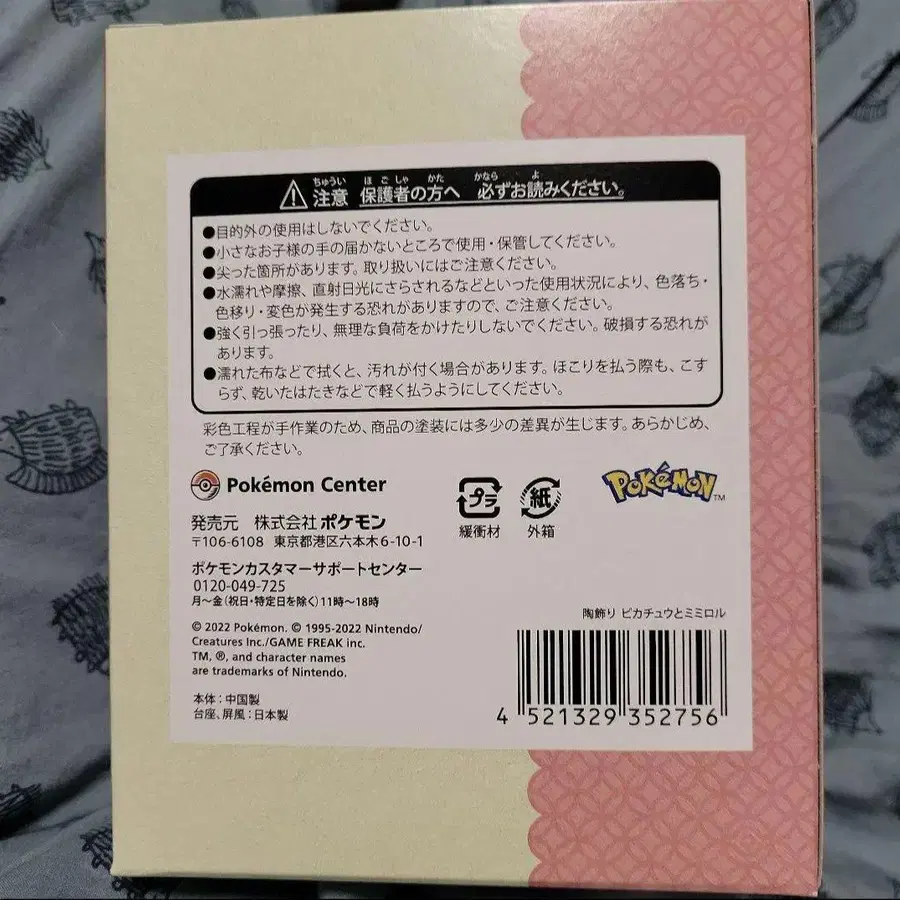 注意 保護者の方へ 必ずお読みください。
ちゅうい ほごしゃ かた かなら よ
●目的外の使用はしないでください。
●小さなお子様の手の届かないところで使用・保管してください。
●尖った箇所があります。取り扱いにはご注意ください。
●水濡れや摩擦、直射日光にさらされるなどといった使用状況により、色落ち・
色移り・変色が発生する恐れがありますので、ご注意ください。
●強く引っ張ったり、無理な負荷をかけたりしないでください。破損する恐れが
あります。
●濡れた布などで拭くと、汚れが付く場合があります。ほこりを払う際も、こす
らず、乾いたはたきなどで軽く払うようにしてください。
彩色工程が手作業のため、商品の塗装には多少の差異が生じます。あらかじめ、
ご了承ください。
Pokémon Center
プラ
緩衝材
紙
外箱
POKéMON TM
発売元 株式会社ポケモン
〒106-6108 東京都港区六本木6-10-1
ポケモンカスタマーサポートセンター
0120-049-725
月〜金(祝日・特定日を除く)11時〜18時
© 2022 Pokémon. © 1995-2022 Nintendo/
Creatures Inc./GAME FREAK inc.
TM, ®, and character names
are trademarks of Nintendo.
本体：中国製
台座、屏風：日本製
陶飾り ピカチュウとミミロル
4 521329 352756